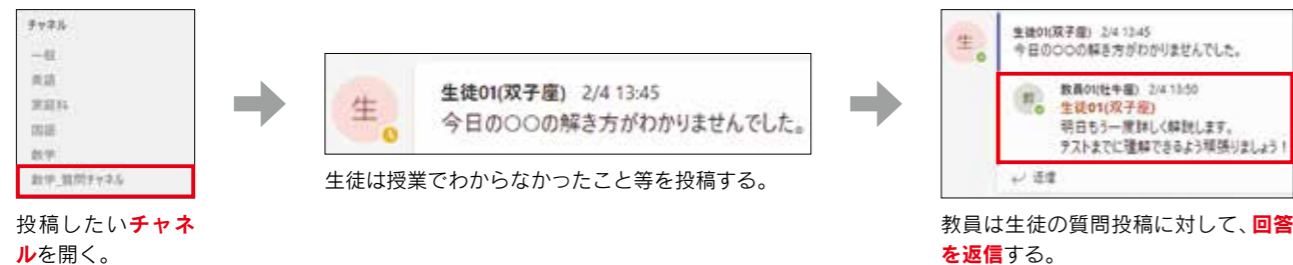 チャネル
一般
英語
家庭科
国語
数学
数学_質問チャネル
投稿したいチャネ
ルを開く。
生
生徒01(双子座) 2/4 13:45
今日の〇〇の解き方がわかりませんでした。
生徒は授業でわからなかったこと等を投稿する。
生
生徒01(双子座) 2/4 13:45
今日の〇〇の解き方がわかりませんでした。
教
教員01(牡牛座) 2/4 13:50
生徒01(双子座)
明日もう一度詳しく解説します。
テストまでに理解できるよう頑張りましょう！
返信
教員は生徒の質問投稿に対して、回答
を返信する。